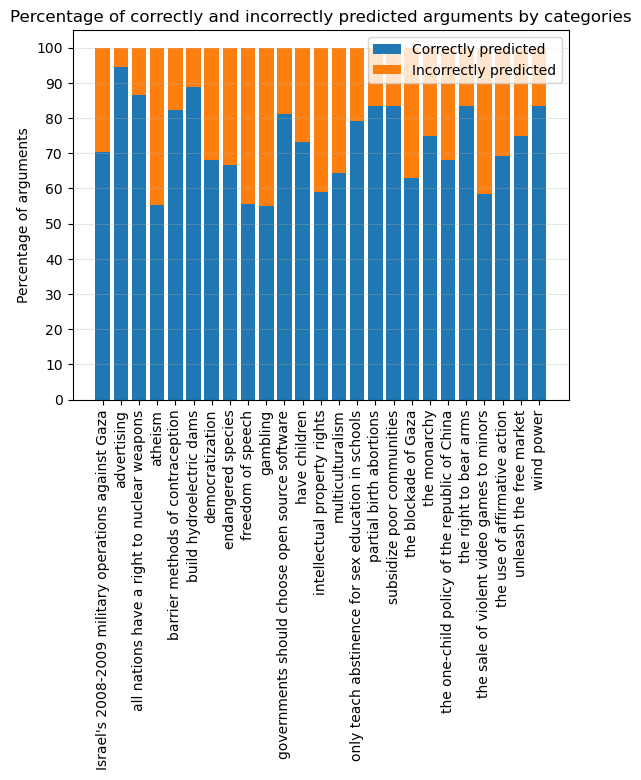 Percentage of correctly and incorrectly predicted arguments by categories
Correctly predicted
Incorrectly predicted
Percentage of arguments
100
90
80
70
60
50
40
30
20
10
0
Israel's 2008-2009 military operations against Gaza
advertising
all nations have a right to nuclear weapons
atheism
barrier methods of contraception
build hydroelectric dams
democratization
endangered species
freedom of speech
gambling
governments should choose open source software
have children
intellectual property rights
multiculturalism
only teach abstinence for sex education in schools
partial birth abortions
subsidize poor communities
the blockade of Gaza
the monarchy
the one-child policy of the republic of China
the right to bear arms
the sale of violent video games to minors
the use of affirmative action
unleash the free market
wind power